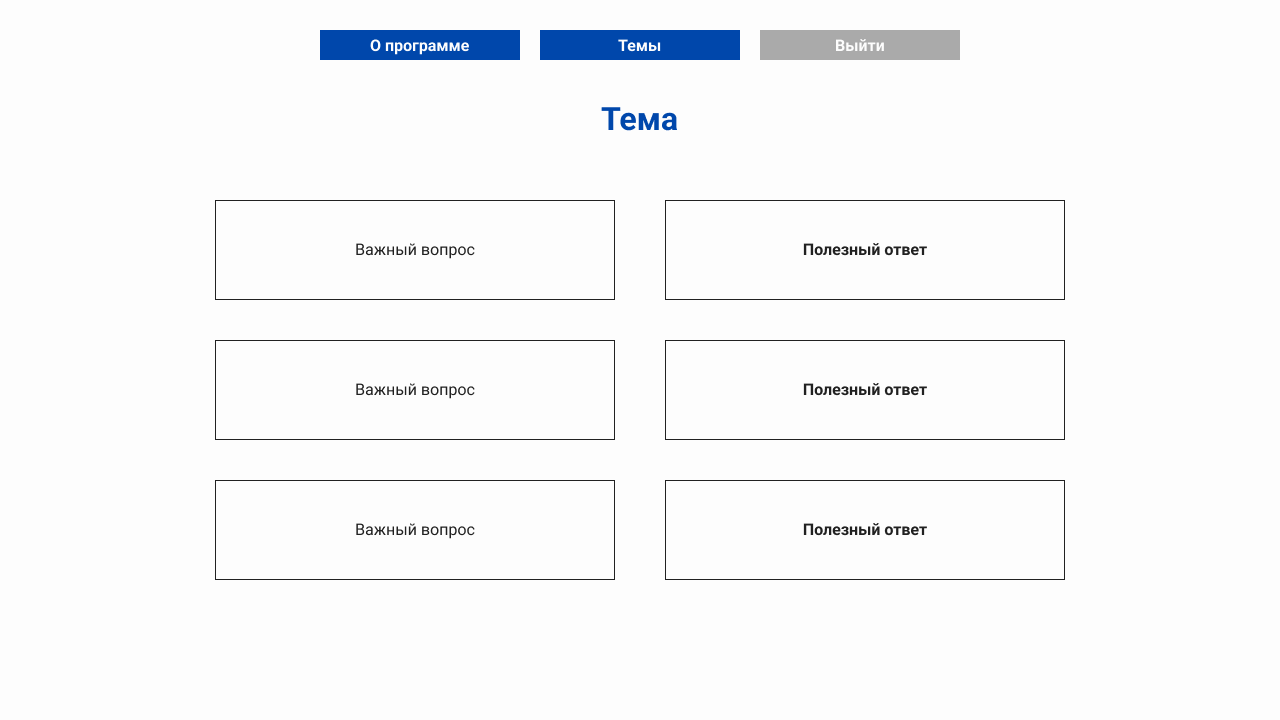 О программе
Темы
Выйти
Тема
Важный вопрос
Полезный ответ
Важный вопрос
Полезный ответ
Важный вопрос
Полезный ответ